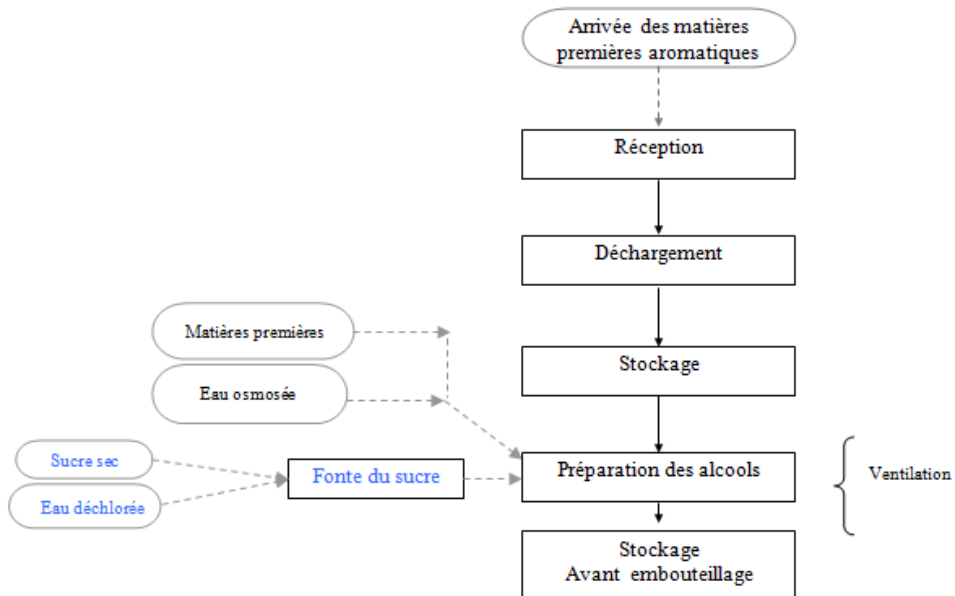 Arrivée des matières
premières aromatiques
Réception
Déchargement
Stockage
Matières premières
Eau osmosée
Sucre sec
Eau déchlorée
Fonte du sucre
Préparation des alcools
Ventilation
Stockage
Avant embouteillage